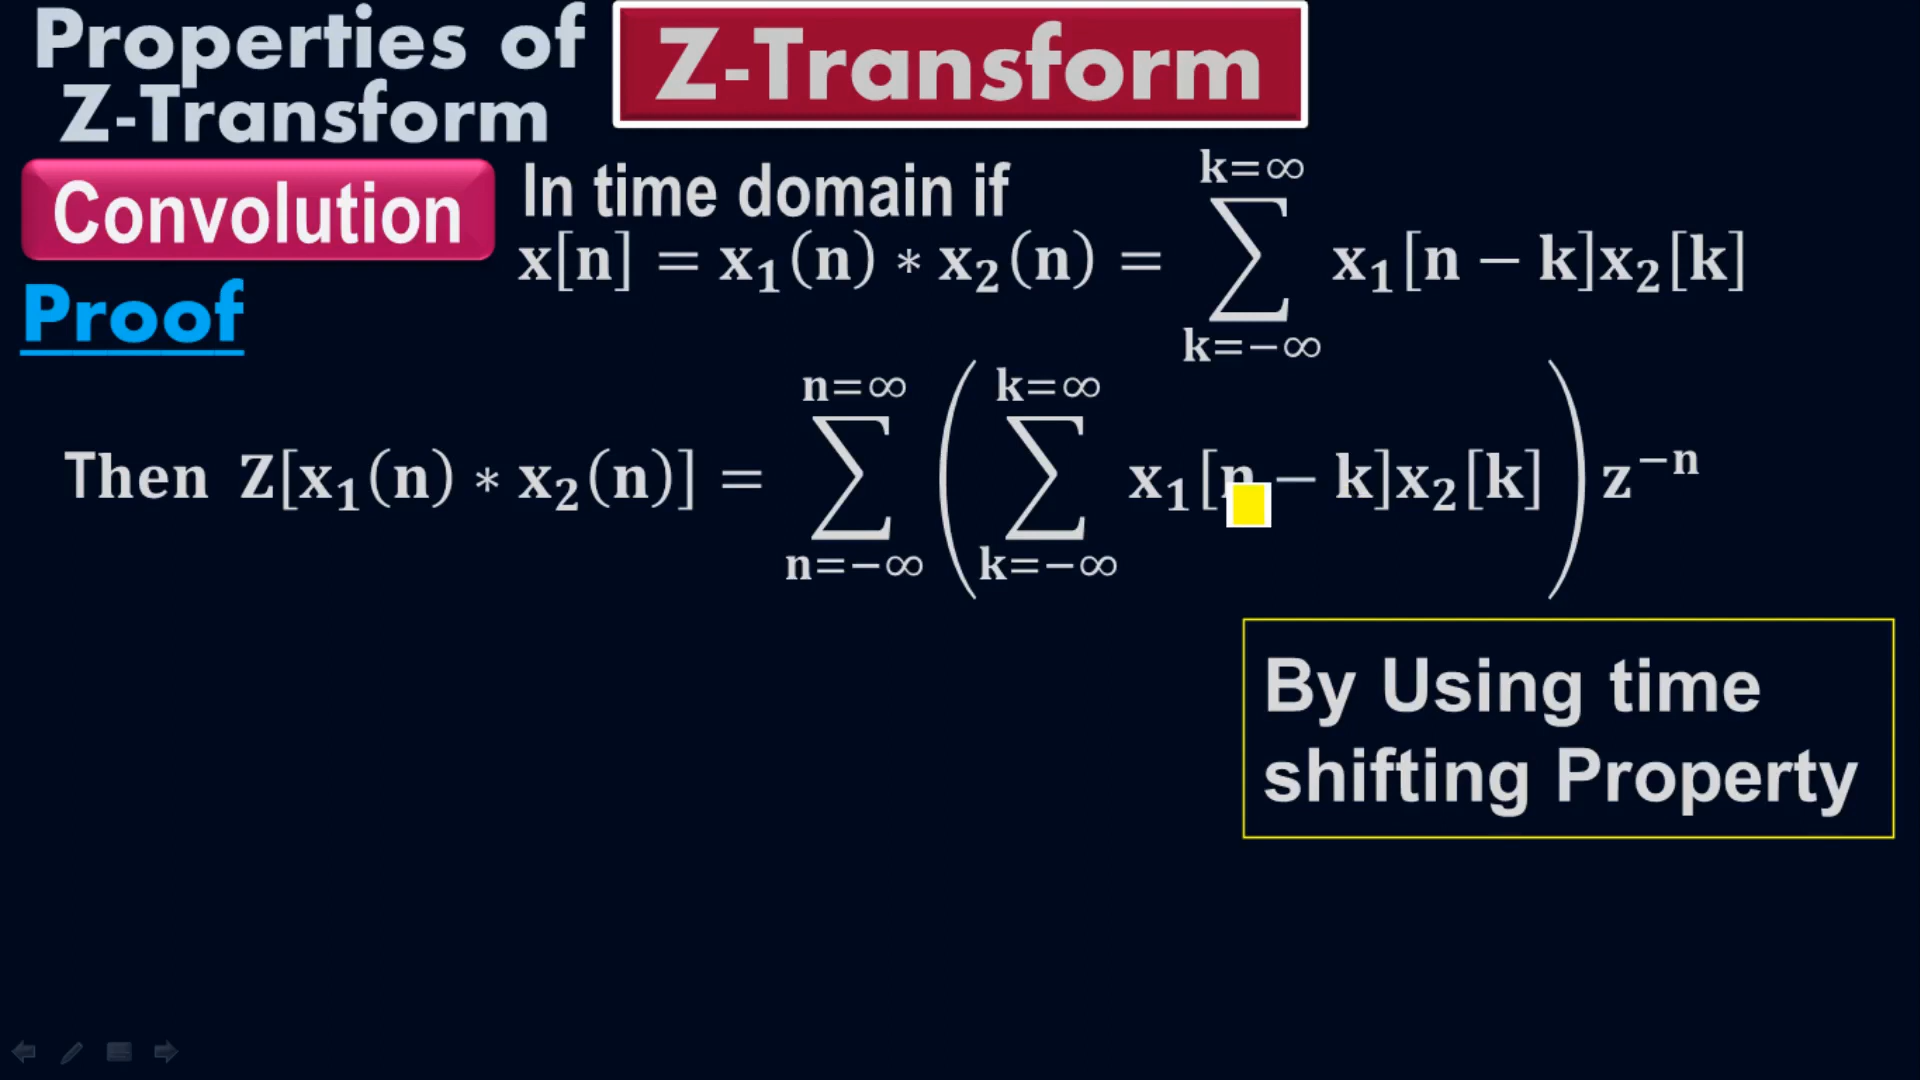 Properties of
Z-Transform
Z-Transform
Convolution
In time domain if
x[n] = x₁(n) ∗ x₂(n) = ∑_{k=−∞}^{k=∞} x₁[n − k]x₂[k]
Proof
Then Z[x₁(n) ∗ x₂(n)] = ∑_{n=−∞}^{n=∞} (∑_{k=−∞}^{k=∞} x₁[n − k]x₂[k]) z⁻ⁿ
By Using time
shifting Property